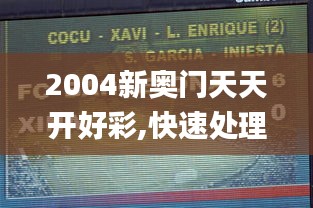 COCU - XAVI - L. ENRIQUE (2)
S. GARCIA - INIESTA
2004新奥门天天
开好彩,快速处理